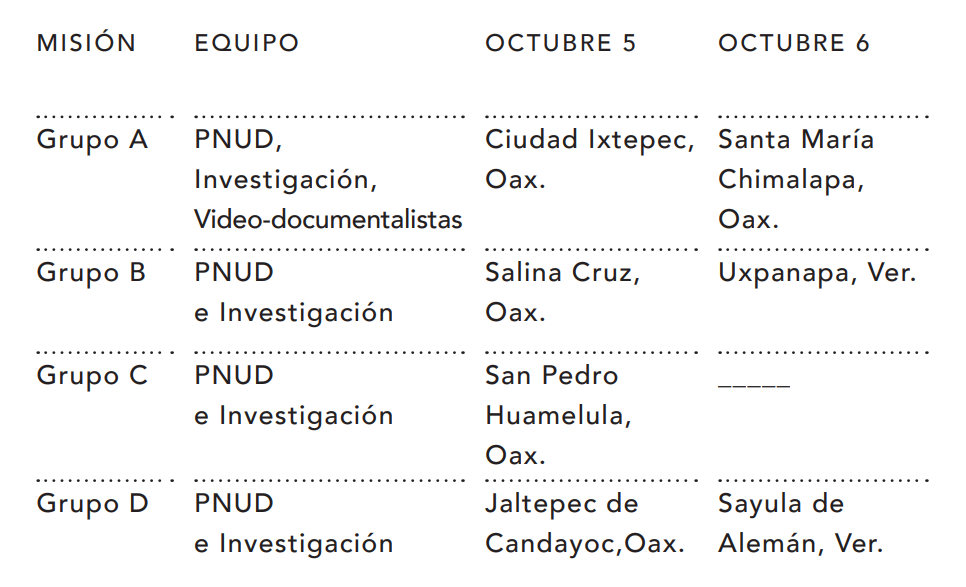 MISIÓN EQUIPO OCTUBRE 5 OCTUBRE 6
Grupo A PNUD, Ciudad Ixtepec, Santa María
Investigación, Oax. Chimalapa,
Video-documentalistas Oax.
Grupo B PNUD Salina Cruz, Uxpanapa, Ver.
e Investigación Oax.
Grupo C PNUD San Pedro _____
e Investigación Huamelula,
Oax.
Grupo D PNUD Jaltepec de Sayula de
e Investigación Candayoc,Oax. Alemán, Ver.